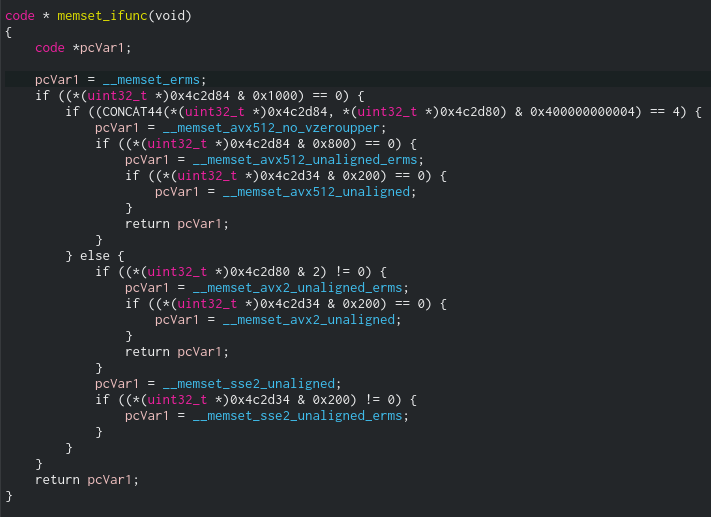 code * memset_ifunc(void)
{
    code *pcVar1;

    pcVar1 = __memset_erms;
    if ((*(uint32_t *)0x4c2d84 & 0x1000) == 0) {
        if ((CONCAT44(*(uint32_t *)0x4c2d84, *(uint32_t *)0x4c2d80) & 0x400000000004) == 4) {
            pcVar1 = __memset_avx512_no_vzeroupper;
            if ((*(uint32_t *)0x4c2d84 & 0x800) == 0) {
                pcVar1 = __memset_avx512_unaligned_erms;
                if ((*(uint32_t *)0x4c2d34 & 0x200) == 0) {
                    pcVar1 = __memset_avx512_unaligned;
                }
                return pcVar1;
            }
        } else {
            if ((*(uint32_t *)0x4c2d80 & 2) != 0) {
                pcVar1 = __memset_avx2_unaligned_erms;
                if ((*(uint32_t *)0x4c2d34 & 0x200) == 0) {
                    pcVar1 = __memset_avx2_unaligned;
                }
                return pcVar1;
            }
            pcVar1 = __memset_sse2_unaligned;
            if ((*(uint32_t *)0x4c2d34 & 0x200) != 0) {
                pcVar1 = __memset_sse2_unaligned_erms;
            }
        }
    }
    return pcVar1;
}